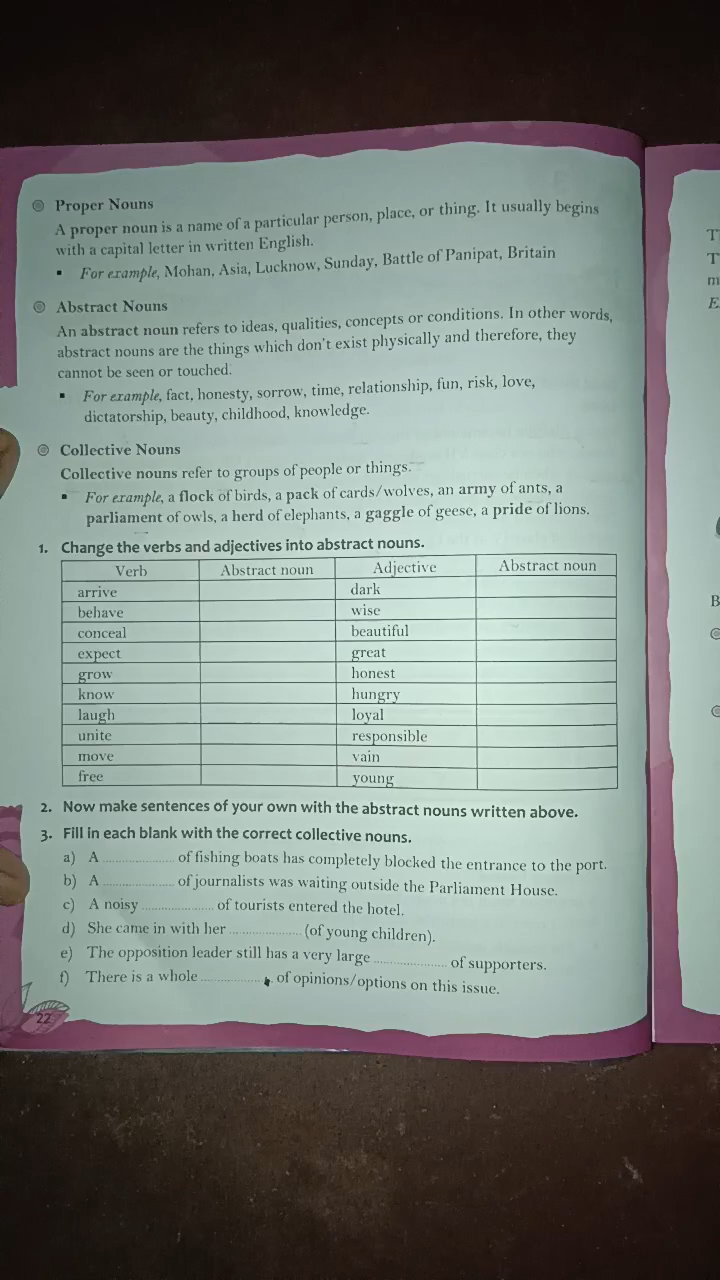 Proper Nouns
A proper noun is a name of a particular person, place, or thing. It usually begins
with a capital letter in written English.
▪ For example, Mohan, Asia, Lucknow, Sunday, Battle of Panipat, Britain
Abstract Nouns
An abstract noun refers to ideas, qualities, concepts or conditions. In other words,
abstract nouns are the things which don't exist physically and therefore, they
cannot be seen or touched.
▪ For example, fact, honesty, sorrow, time, relationship, fun, risk, love,
dictatorship, beauty, childhood, knowledge.
Collective Nouns
Collective nouns refer to groups of people or things.
▪ For example, a flock of birds, a pack of cards/wolves, an army of ants, a
parliament of owls, a herd of elephants, a gaggle of geese, a pride of lions.
1. Change the verbs and adjectives into abstract nouns.
Verb Abstract noun Adjective Abstract noun
arrive dark
behave wise
conceal beautiful
expect great
grow honest
know hungry
laugh loyal
unite responsible
move vain
free young
2. Now make sentences of your own with the abstract nouns written above.
3. Fill in each blank with the correct collective nouns.
a) A .................... of fishing boats has completely blocked the entrance to the port.
b) A .................... of journalists was waiting outside the Parliament House.
c) A noisy .................... of tourists entered the hotel.
d) She came in with her .................... (of young children).
e) The opposition leader still has a very large .................... of supporters.
f) There is a whole .................... of opinions/options on this issue.
22
T
T
m
E
B